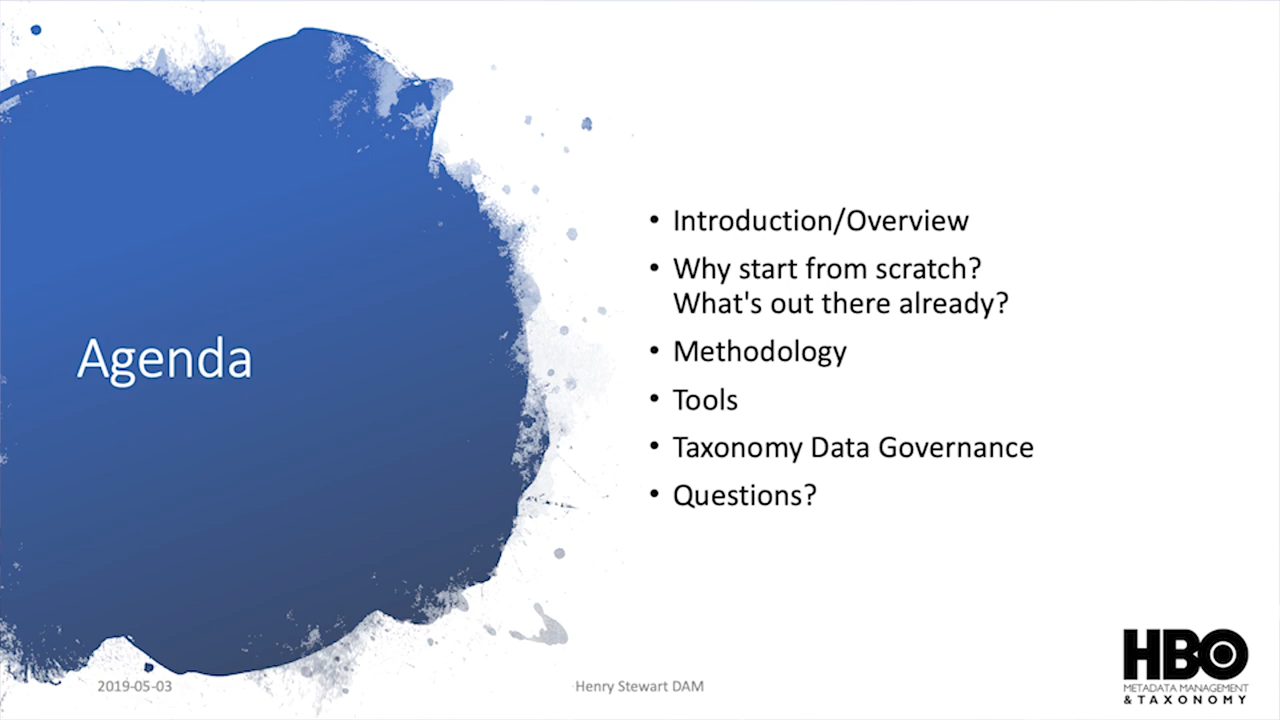 Agenda
• Introduction/Overview
• Why start from scratch?
What's out there already?
• Methodology
• Tools
• Taxonomy Data Governance
• Questions?
2019-05-03
Henry Stewart DAM
HBO
METADATA MANAGEMENT
& TAXONOMY